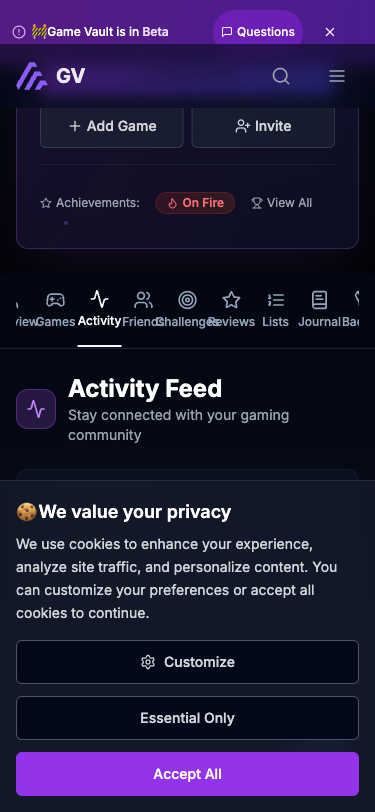 🚧Game Vault is in Beta
Questions
GV
Add Game
Invite
Achievements:
On Fire
View All
view
Games
Activity
Friends
Challenges
Reviews
Lists
Journal
Bac
Activity Feed
Stay connected with your gaming
community
🍪We value your privacy
We use cookies to enhance your experience,
analyze site traffic, and personalize content. You
can customize your preferences or accept all
cookies to continue.
Customize
Essential Only
Accept All